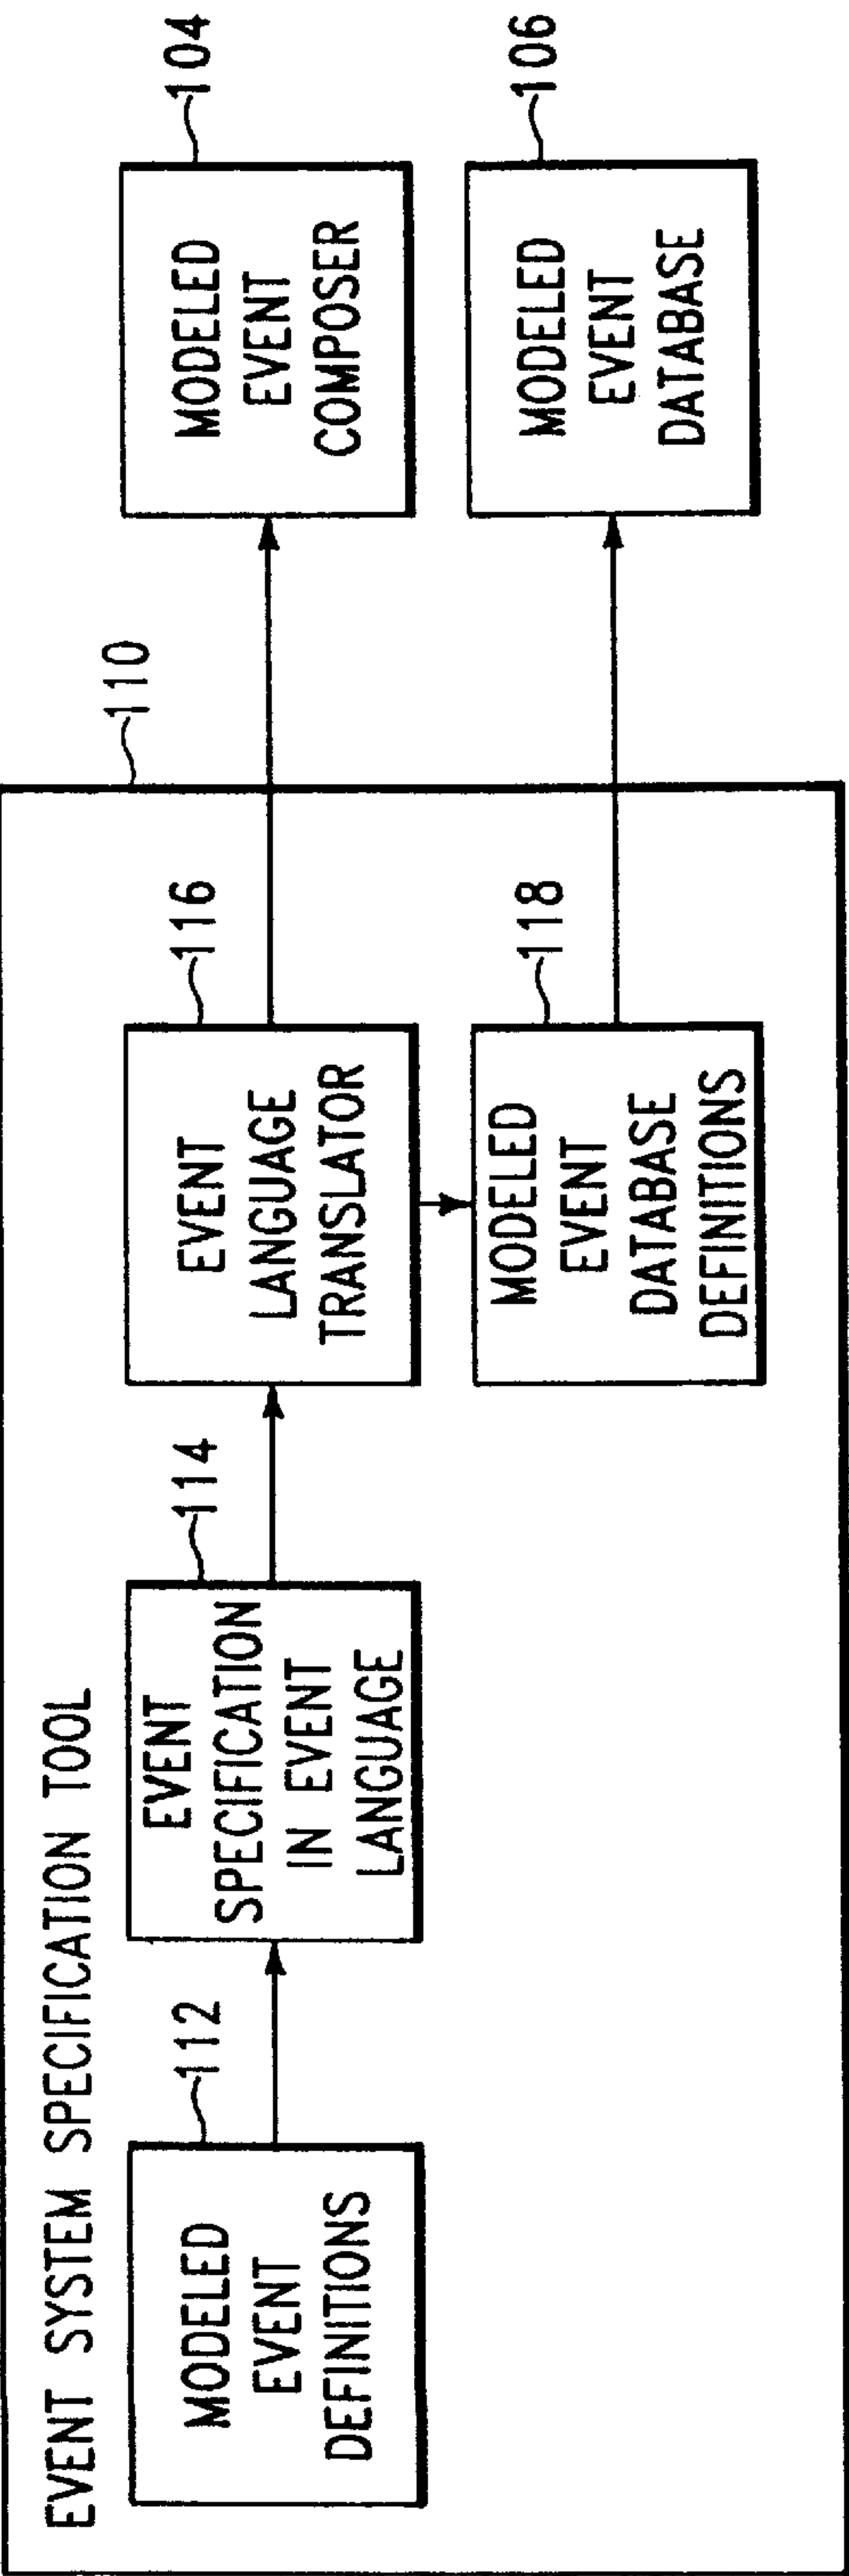 EVENT SYSTEM SPECIFICATION TOOL
110
112
MODELED
EVENT
DEFINITIONS
114
EVENT
SPECIFICATION
IN EVENT
LANGUAGE
116
EVENT
LANGUAGE
TRANSLATOR
104
MODELED
EVENT
COMPOSER
118
MODELED
EVENT
DATABASE
DEFINITIONS
106
MODELED
EVENT
DATABASE